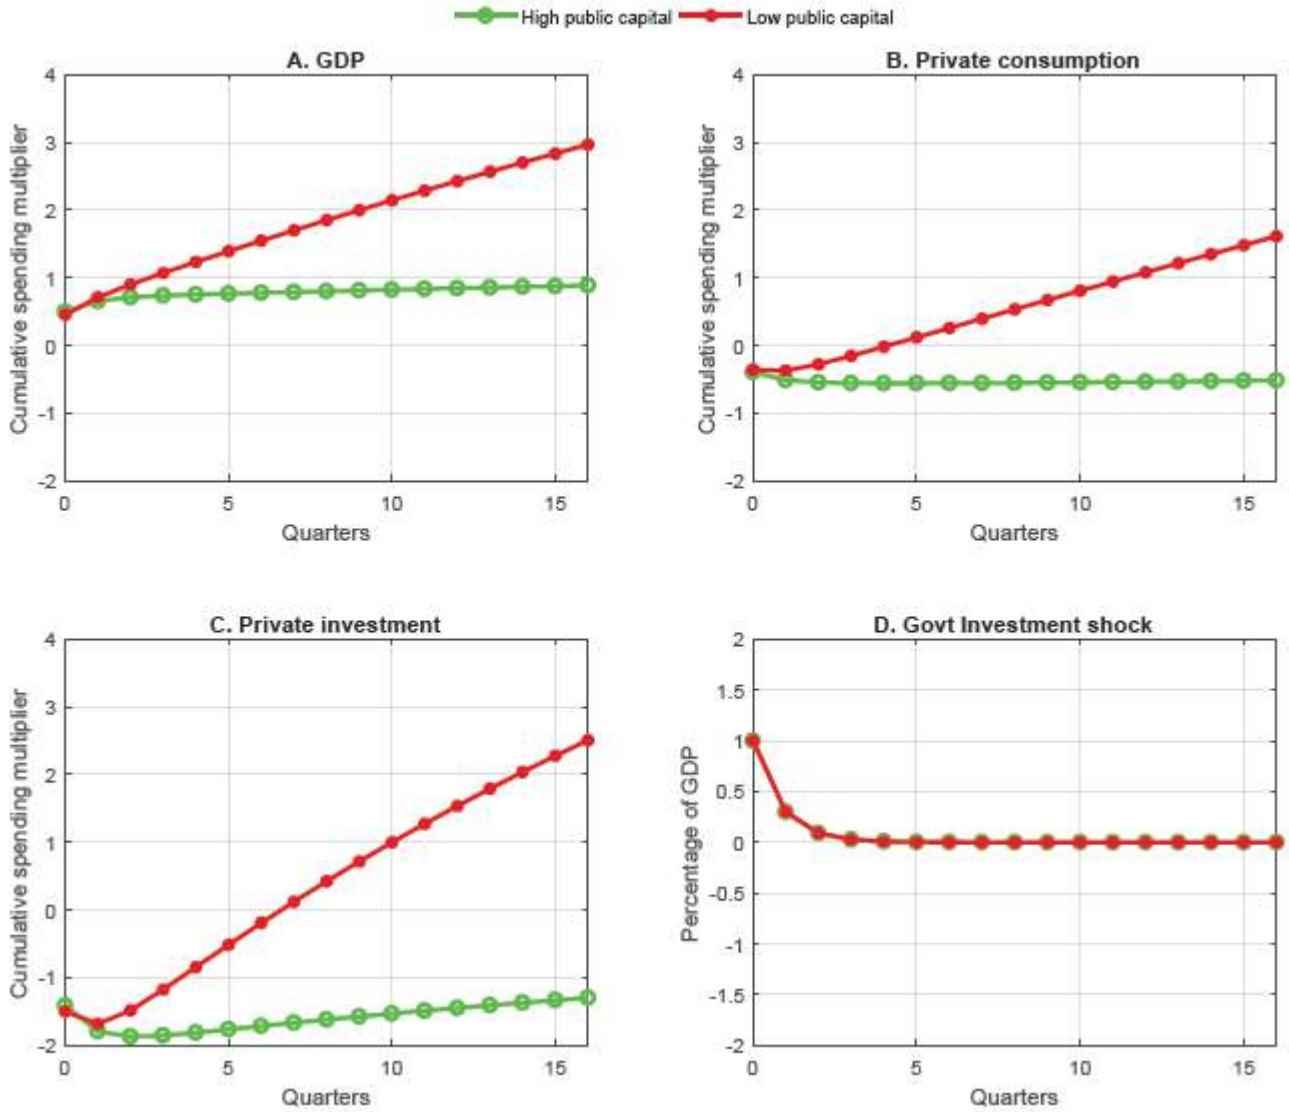 High public capital Low public capital
A. GDP
Cumulative spending multiplier
4
3
2
1
0
-1
-2
0 5 10 15
Quarters
B. Private consumption
Cumulative spending multiplier
4
3
2
1
0
-1
-2
0 5 10 15
Quarters
C. Private investment
Cumulative spending multiplier
4
3
2
1
0
-1
-2
0 5 10 15
Quarters
D. Govt Investment shock
Percentage of GDP
2
1.5
1
0.5
0
-0.5
-1
-1.5
-2
0 5 10 15
Quarters